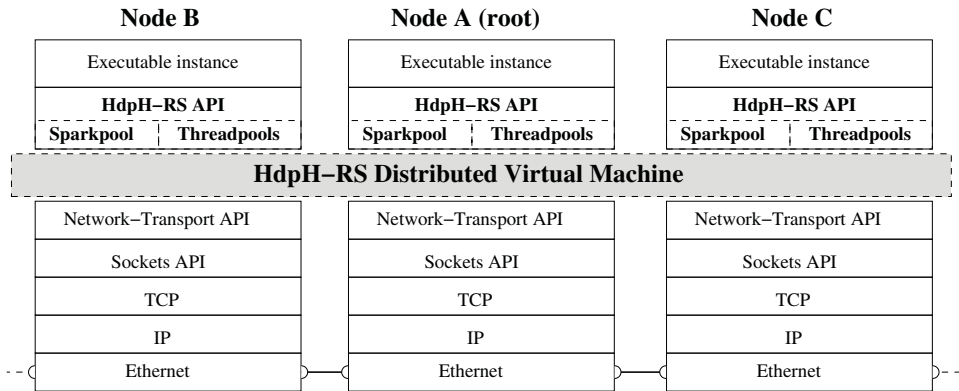 Node B Node A (root) Node C
Executable instance Executable instance Executable instance
HdpH−RS API HdpH−RS API HdpH−RS API
Sparkpool Threadpools Sparkpool Threadpools Sparkpool Threadpools
HdpH−RS Distributed Virtual Machine
Network−Transport API Network−Transport API Network−Transport API
Sockets API Sockets API Sockets API
TCP TCP TCP
IP IP IP
Ethernet Ethernet Ethernet